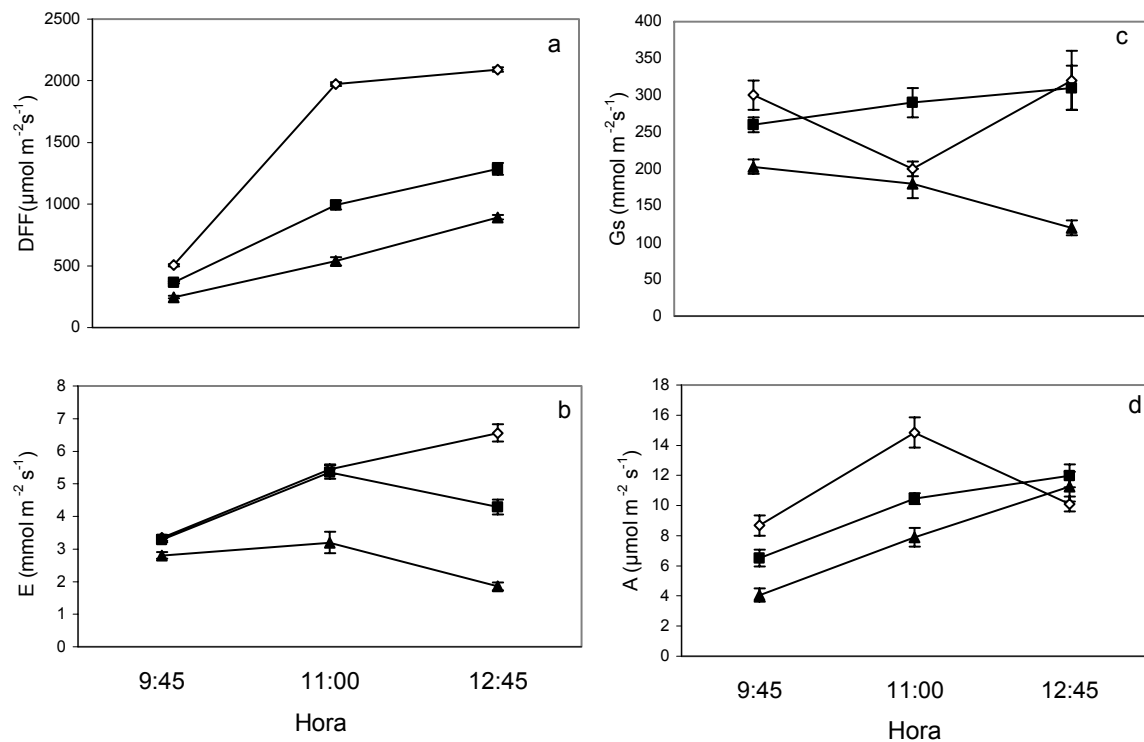 a
DFF(µmol m⁻²s⁻¹)
2500
2000
1500
1000
500
0
c
Gs (mmol m⁻²s⁻¹)
400
350
300
250
200
150
100
50
0
b
E (mmol m⁻² s⁻¹)
8
7
6
5
4
3
2
1
0
9:45 11:00 12:45
Hora
d
A (µmol m⁻² s⁻¹)
18
16
14
12
10
8
6
4
2
0
9:45 11:00 12:45
Hora